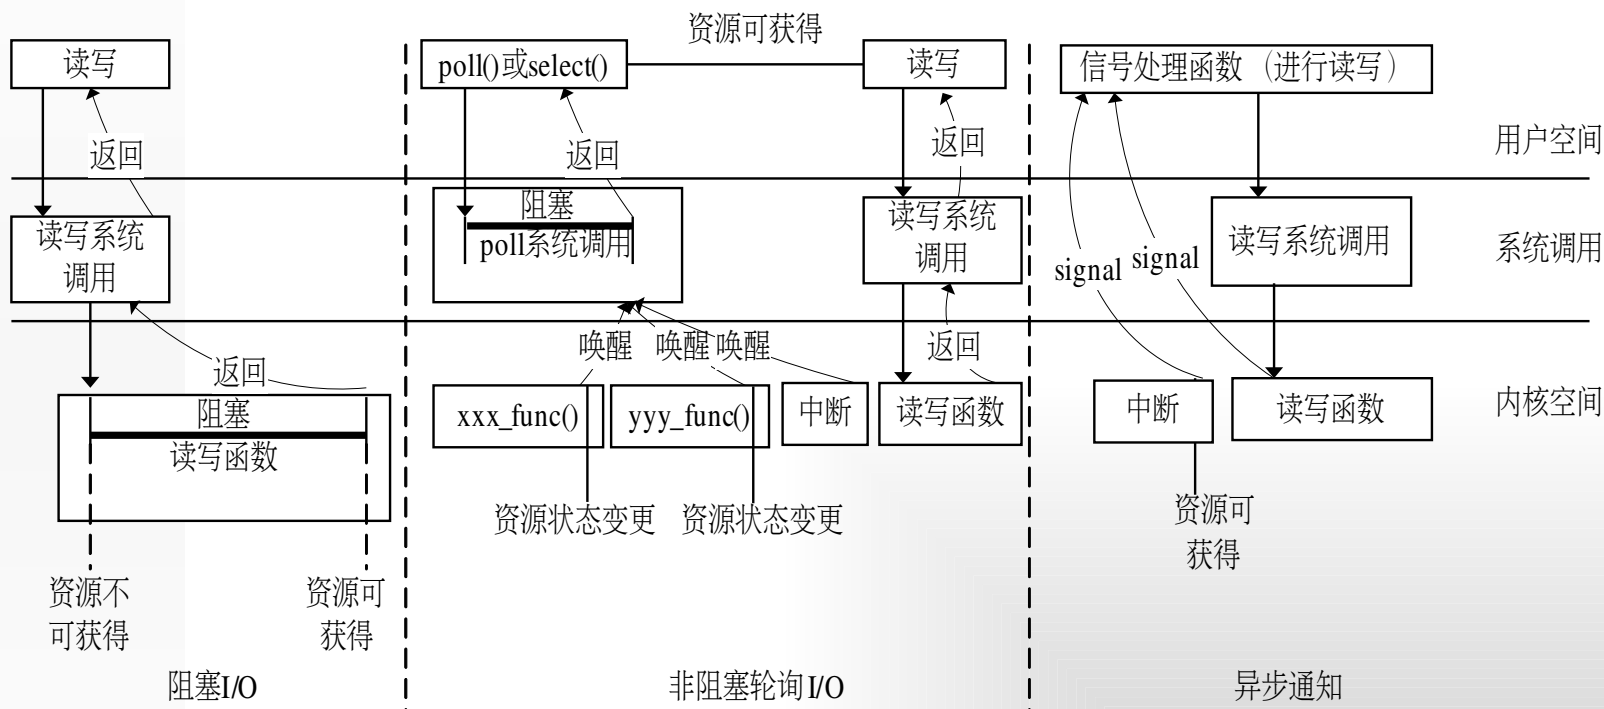 资源可获得
读写
poll()或select()
读写
信号处理函数（进行读写）
返回
返回
返回
用户空间
阻塞
poll系统调用
读写系统
调用
读写系统
调用
读写系统调用
系统调用
signal
signal
唤醒
唤醒
唤醒
返回
返回
阻塞
读写函数
xxx_func()
yyy_func()
中断
读写函数
中断
读写函数
内核空间
资源状态变更
资源状态变更
资源可
获得
资源不
可获得
资源可
获得
阻塞I/O
非阻塞轮询I/O
异步通知